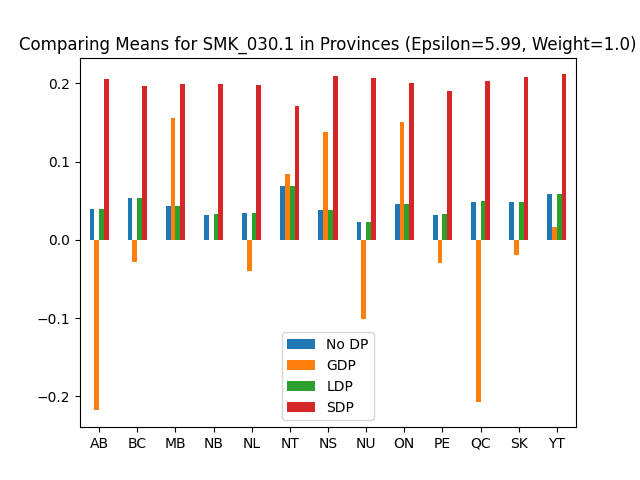 Comparing Means for SMK_030.1 in Provinces (Epsilon=5.99, Weight=1.0)
0.2
0.1
0.0
−0.1
−0.2
No DP
GDP
LDP
SDP
AB BC MB NB NL NT NS NU ON PE QC SK YT